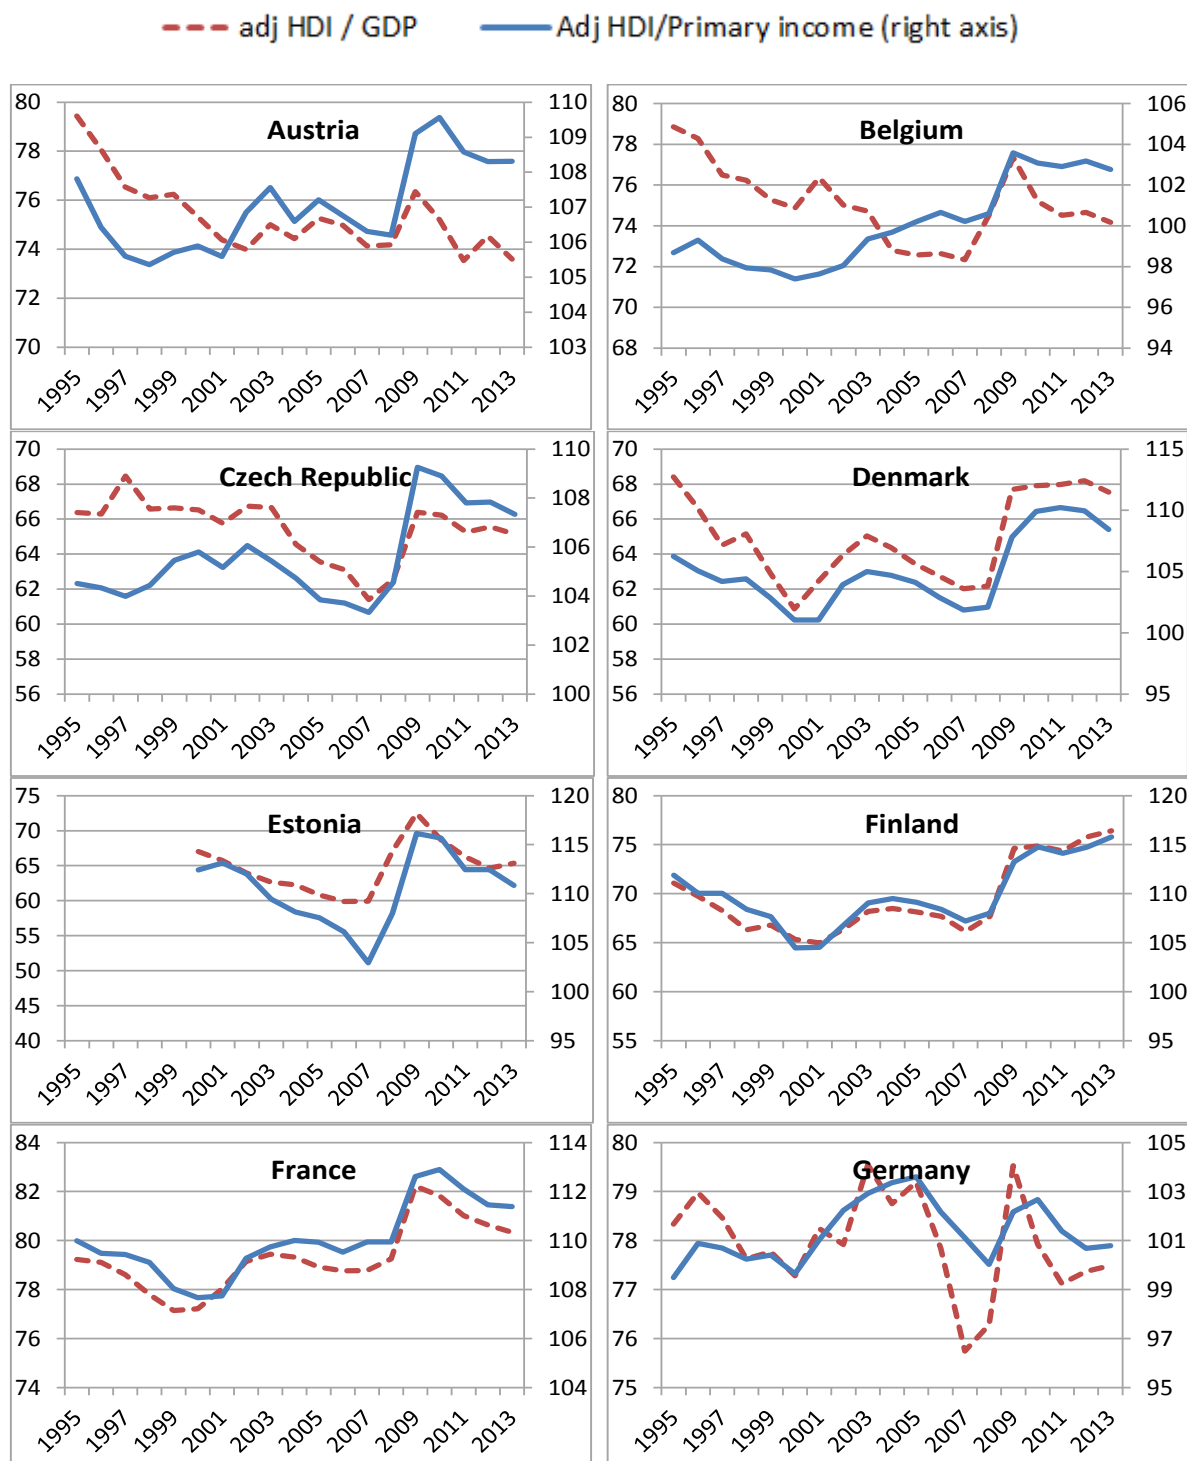 adj HDI / GDP Adj HDI/Primary income (right axis)
Austria
80 78 76 74 72 70
110 109 108 107 106 105 104 103
1995 1997 1999 2001 2003 2005 2007 2009 2011 2013
Belgium
80 78 76 74 72 70 68
106 104 102 100 98 96 94
1995 1997 1999 2001 2003 2005 2007 2009 2011 2013
Czech Republic
70 68 66 64 62 60 58 56
110 108 106 104 102 100
1995 1997 1999 2001 2003 2005 2007 2009 2011 2013
Denmark
70 68 66 64 62 60 58 56
115 110 105 100 95
1995 1997 1999 2001 2003 2005 2007 2009 2011 2013
Estonia
75 70 65 60 55 50 45 40
120 115 110 105 100 95
1995 1997 1999 2001 2003 2005 2007 2009 2011 2013
Finland
80 75 70 65 60 55
120 115 110 105 100 95
1995 1997 1999 2001 2003 2005 2007 2009 2011 2013
France
84 82 80 78 76 74
114 112 110 108 106 104
1995 1997 1999 2001 2003 2005 2007 2009 2011 2013
Germany
80 79 78 77 76 75
105 103 101 99 97 95
1995 1997 1999 2001 2003 2005 2007 2009 2011 2013